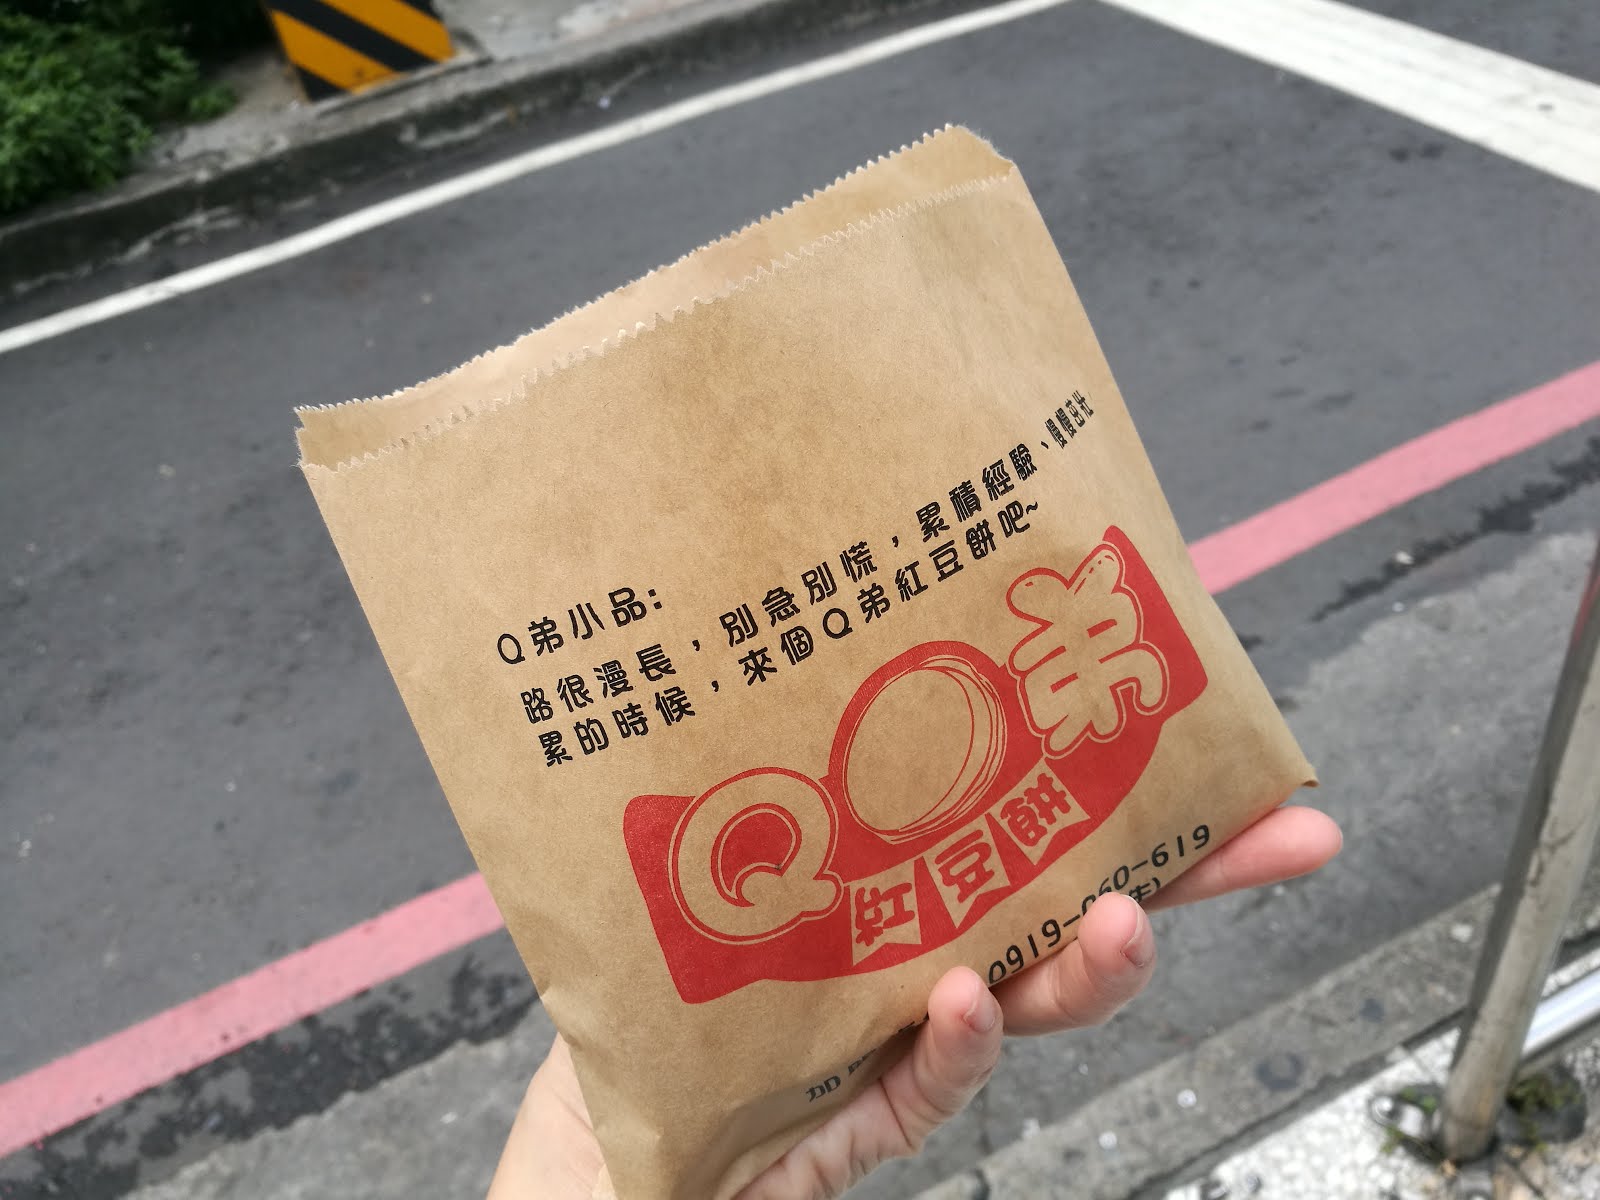 Q弟小品:
路很漫長，別急別慌，累積經驗、慢慢茁壯
累的時候，來個Q弟紅豆餅吧~
Q弟
紅豆餅
0919-060-619
加